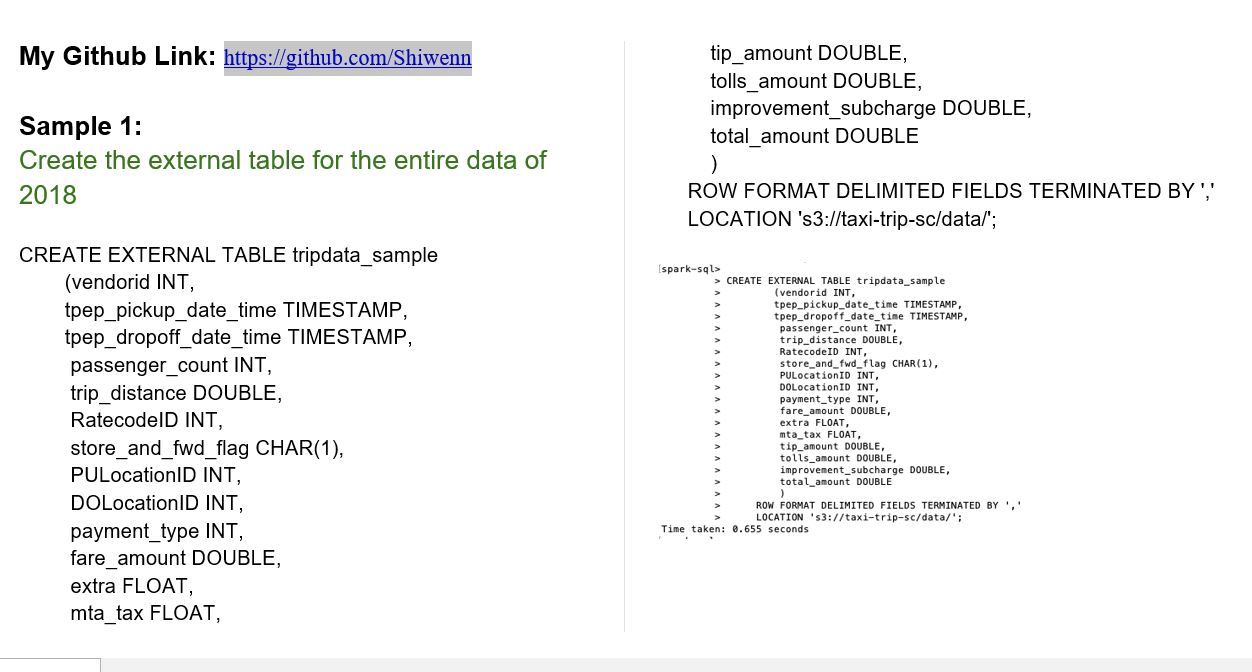 My Github Link: https://github.com/Shiwenn
Sample 1:
Create the external table for the entire data of
2018
CREATE EXTERNAL TABLE tripdata_sample
(vendorid INT,
tpep_pickup_date_time TIMESTAMP,
tpep_dropoff_date_time TIMESTAMP,
passenger_count INT,
trip_distance DOUBLE,
RatecodeID INT,
store_and_fwd_flag CHAR(1),
PULocationID INT,
DOLocationID INT,
payment_type INT,
fare_amount DOUBLE,
extra FLOAT,
mta_tax FLOAT,
tip_amount DOUBLE,
tolls_amount DOUBLE,
improvement_subcharge DOUBLE,
total_amount DOUBLE
)
ROW FORMAT DELIMITED FIELDS TERMINATED BY ','
LOCATION 's3://taxi-trip-sc/data/';
[spark-sql>
> CREATE EXTERNAL TABLE tripdata_sample
> (vendorid INT,
> tpep_pickup_date_time TIMESTAMP,
> tpep_dropoff_date_time TIMESTAMP,
> passenger_count INT,
> trip_distance DOUBLE,
> RatecodeID INT,
> store_and_fwd_flag CHAR(1),
> PULocationID INT,
> DOLocationID INT,
> payment_type INT,
> fare_amount DOUBLE,
> extra FLOAT,
> mta_tax FLOAT,
> tip_amount DOUBLE,
> tolls_amount DOUBLE,
> improvement_subcharge DOUBLE,
> total_amount DOUBLE
> )
> ROW FORMAT DELIMITED FIELDS TERMINATED BY ','
> LOCATION 's3://taxi-trip-sc/data/';
Time taken: 0.655 seconds